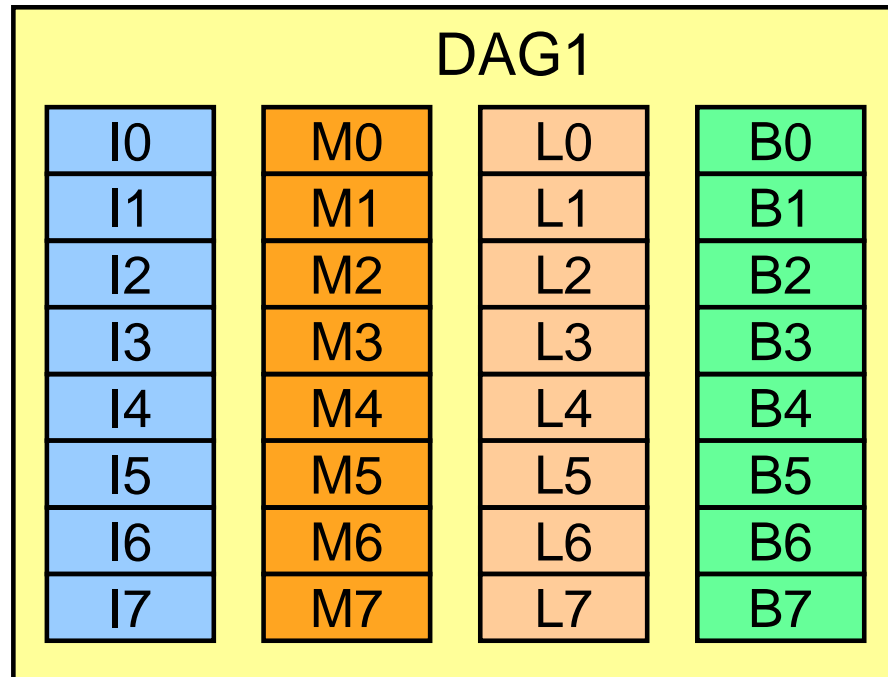 DAG1
I0 M0 L0 B0
I1 M1 L1 B1
I2 M2 L2 B2
I3 M3 L3 B3
I4 M4 L4 B4
I5 M5 L5 B5
I6 M6 L6 B6
I7 M7 L7 B7